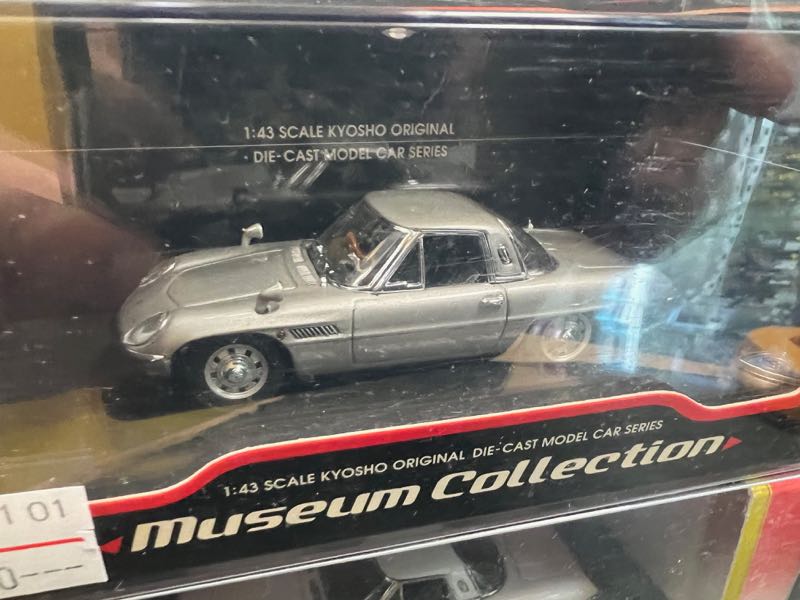 1:43 SCALE KYOSHO ORIGINAL
DIE-CAST MODEL CAR SERIES
1:43 SCALE KYOSHO ORIGINAL DIE-CAST MODEL CAR SERIES
Museum Collection
1 01
0---